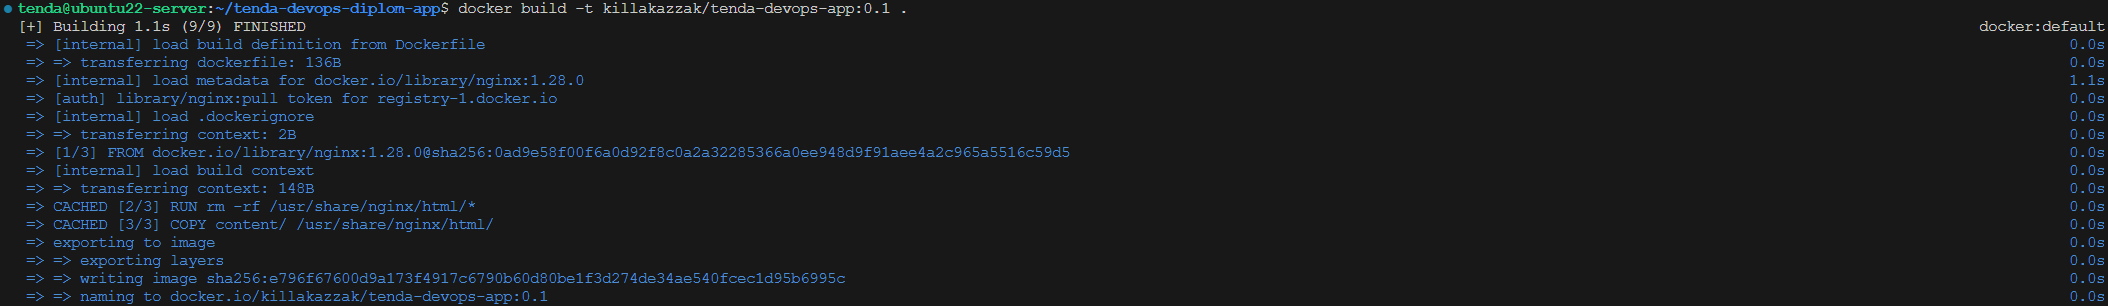 tenda@ubuntu22-server:~/tenda-devops-diplom-app$ docker build -t killakazzak/tenda-devops-app:0.1 .
[+] Building 1.1s (9/9) FINISHED docker:default
=> [internal] load build definition from Dockerfile 0.0s
=> => transferring dockerfile: 136B 0.0s
=> [internal] load metadata for docker.io/library/nginx:1.28.0 1.1s
=> [auth] library/nginx:pull token for registry-1.docker.io 0.0s
=> [internal] load .dockerignore 0.0s
=> => transferring context: 2B 0.0s
=> [1/3] FROM docker.io/library/nginx:1.28.0@sha256:0ad9e58f00f6a0d92f8c0a2a32285366a0ee948d9f91aee4a2c965a5516c59d5 0.0s
=> [internal] load build context 0.0s
=> => transferring context: 148B 0.0s
=> CACHED [2/3] RUN rm -rf /usr/share/nginx/html/* 0.0s
=> CACHED [3/3] COPY content/ /usr/share/nginx/html/ 0.0s
=> exporting to image 0.0s
=> => exporting layers 0.0s
=> => writing image sha256:e796f67600d9a173f4917c6790b60d80be1f3d274de34ae540fcec1d95b6995c 0.0s
=> => naming to docker.io/killakazzak/tenda-devops-app:0.1 0.0s